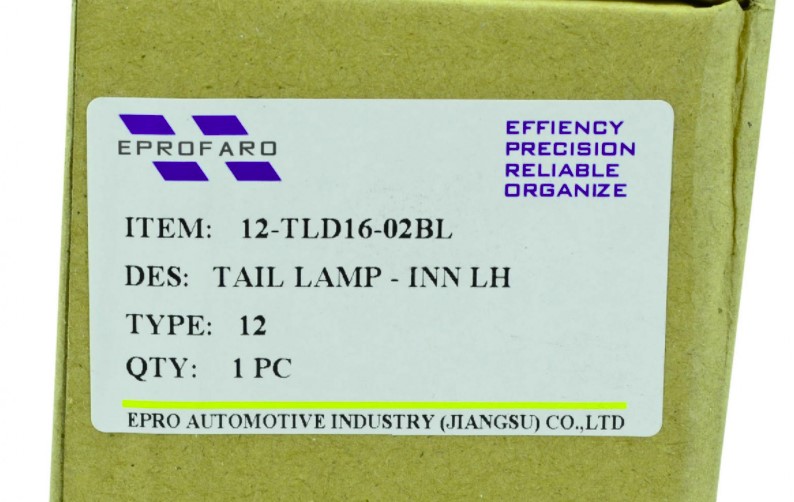 EPROFARO
EFFIENCY
PRECISION
RELIABLE
ORGANIZE
ITEM: 12-TLD16-02BL
DES: TAIL LAMP - INN LH
TYPE: 12
QTY: 1 PC
EPRO AUTOMOTIVE INDUSTRY (JIANGSU) CO.,LTD